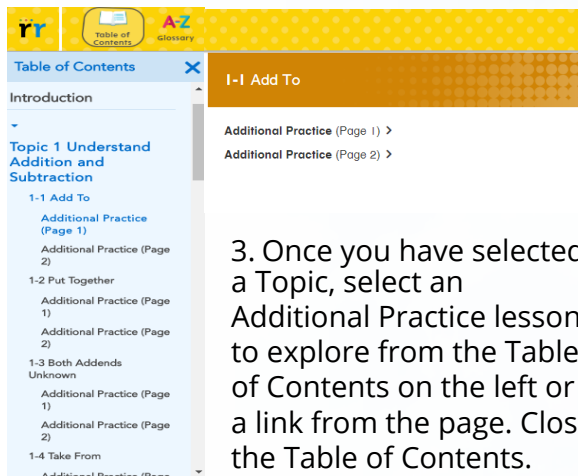 rr
Table of
Contents
A-Z
Glossary
Table of Contents
Introduction
Topic 1 Understand
Addition and
Subtraction
1-1 Add To
Additional Practice
(Page 1)
Additional Practice (Page
2)
1-2 Put Together
Additional Practice (Page
1)
Additional Practice (Page
2)
1-3 Both Addends
Unknown
Additional Practice (Page
1)
Additional Practice (Page
2)
1-4 Take From
Additional Practice (Page
1-1 Add To
Additional Practice (Page 1) >
Additional Practice (Page 2) >
3. Once you have selected
a Topic, select an
Additional Practice lesson
to explore from the Table
of Contents on the left or
a link from the page. Clos
the Table of Contents.